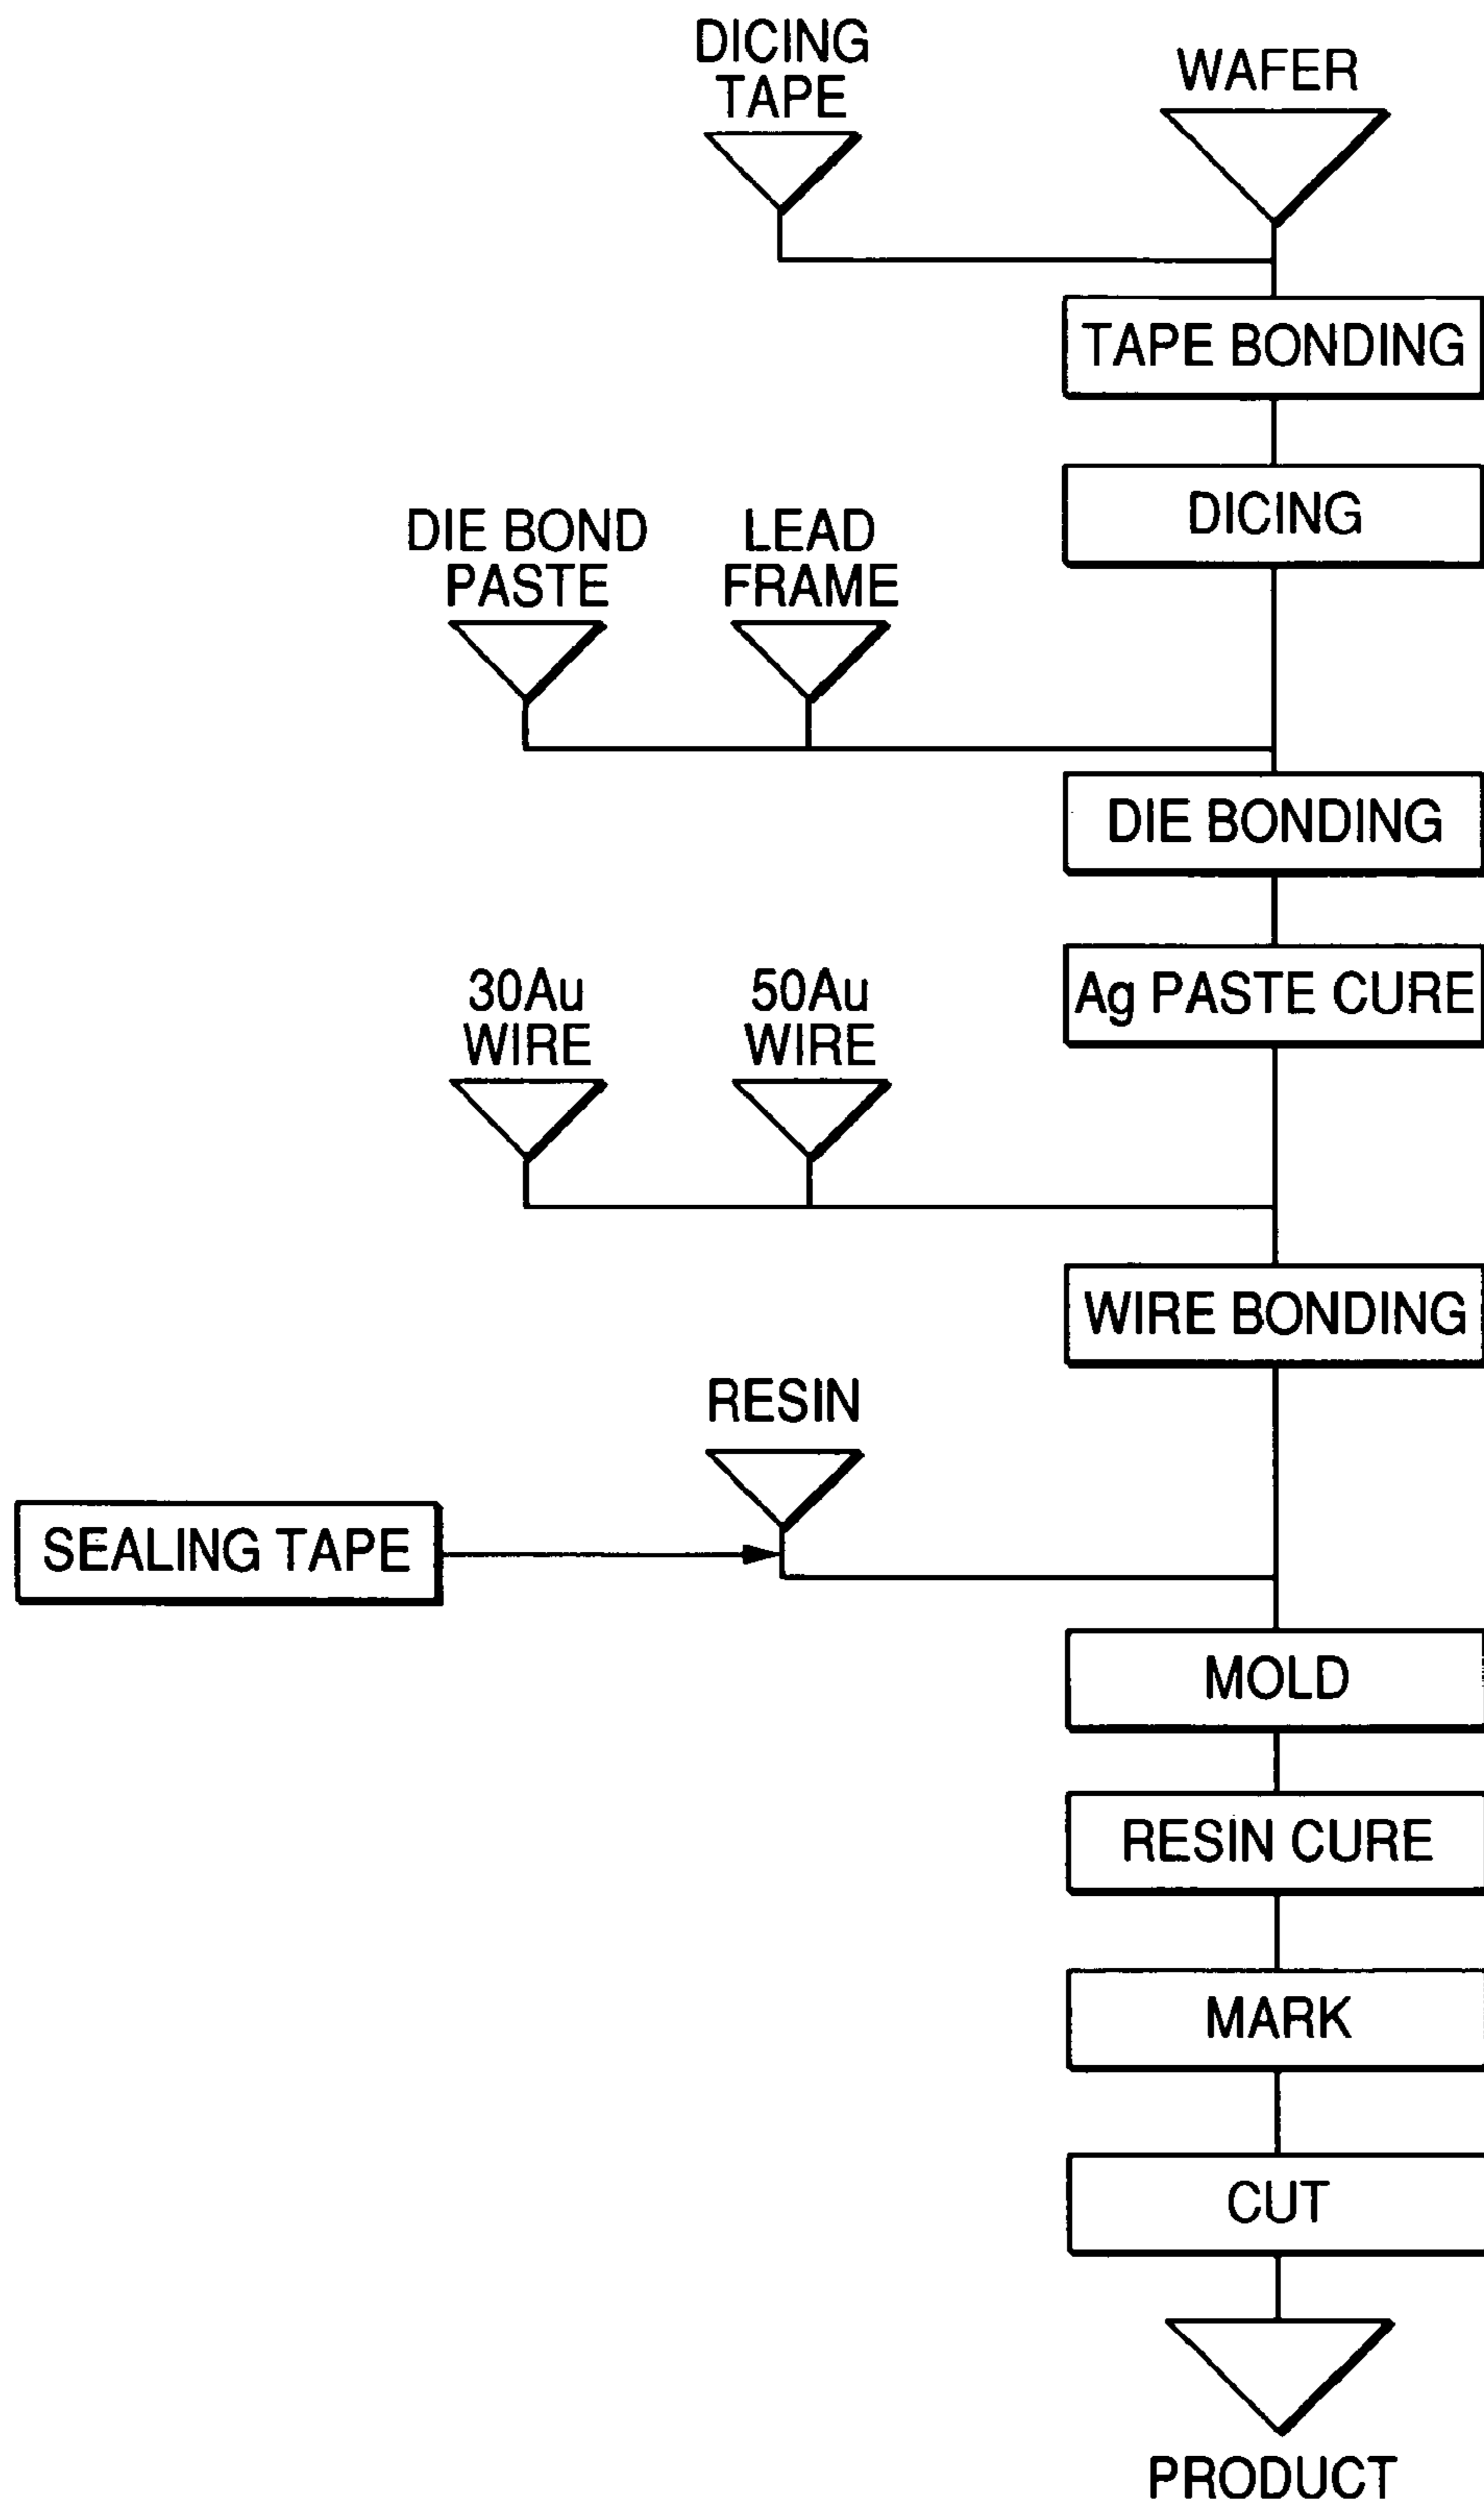 DICING
TAPE
WAFER
TAPE BONDING
DICING
DIE BOND
PASTE
LEAD
FRAME
DIE BONDING
Ag PASTE CURE
30Au
WIRE
50Au
WIRE
WIRE BONDING
RESIN
SEALING TAPE
MOLD
RESIN CURE
MARK
CUT
PRODUCT